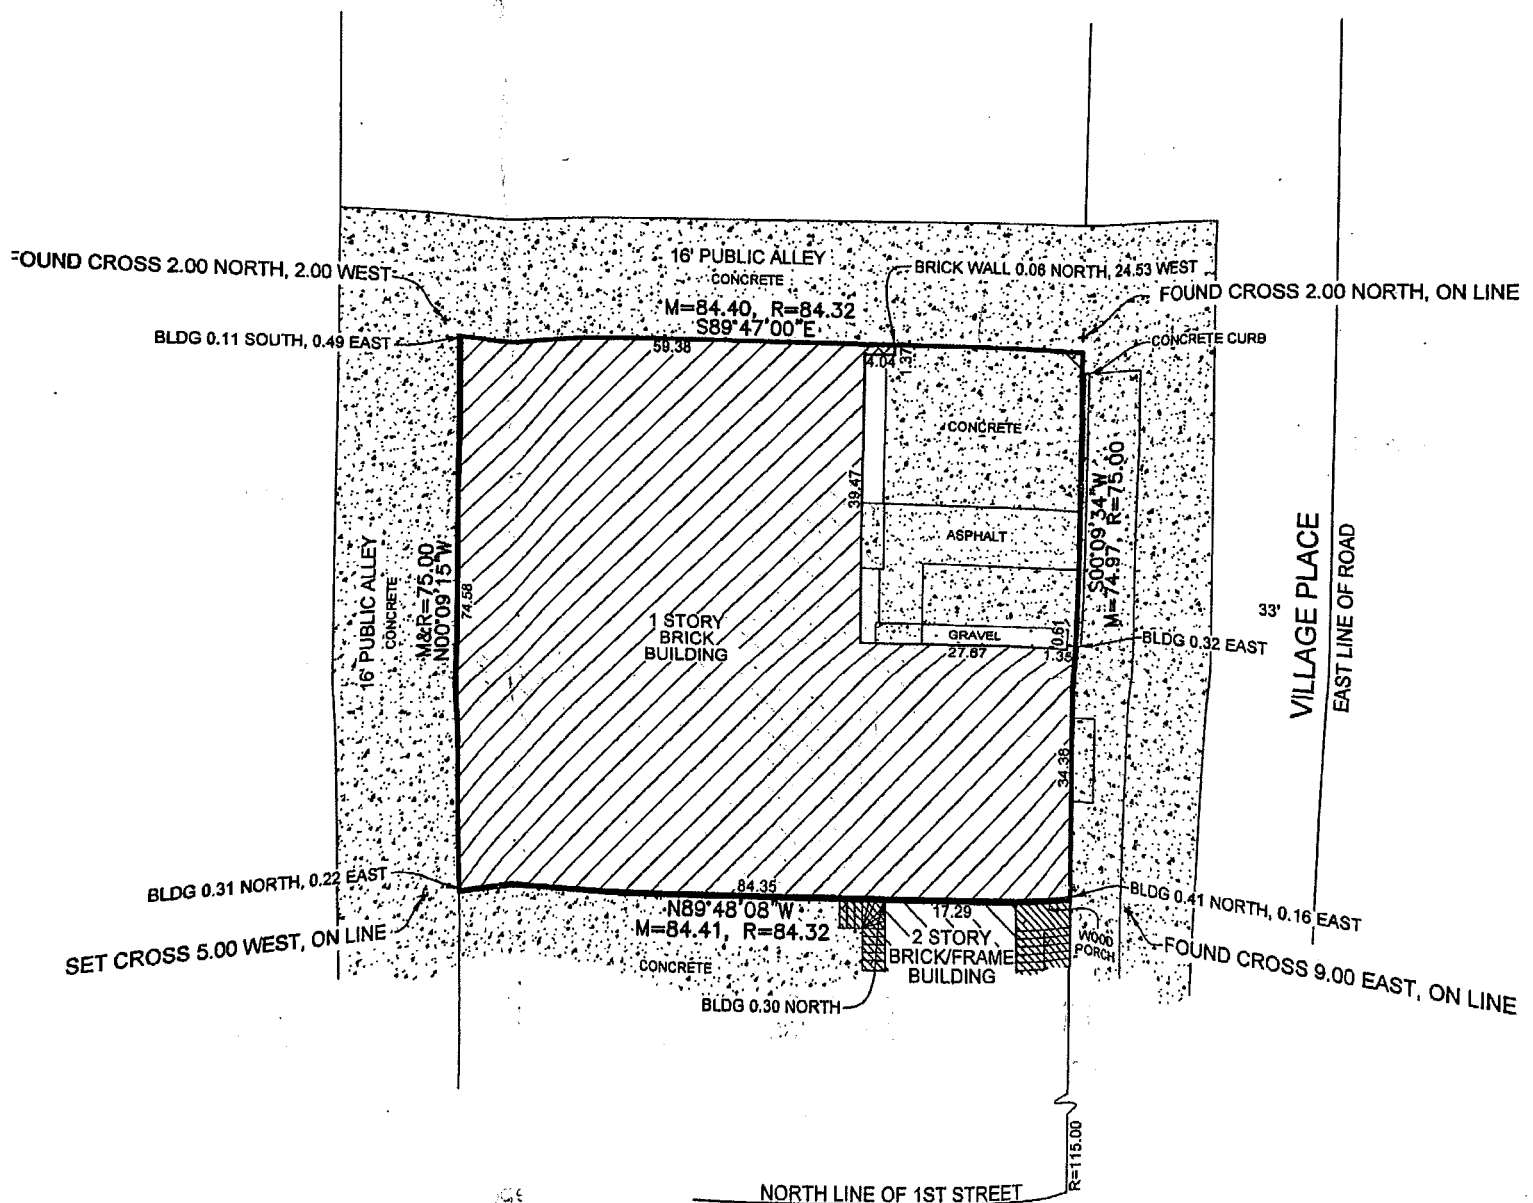 16' PUBLIC ALLEY
CONCRETE
FOUND CROSS 2.00 NORTH, 2.00 WEST
BRICK WALL 0.06 NORTH, 24.53 WEST
FOUND CROSS 2.00 NORTH, ON LINE
M=84.40, R=84.32
S89°47'00"E
BLDG 0.11 SOUTH, 0.49 EAST
59.38
4.04
1.37
CONCRETE CURB
CONCRETE
39.47
ASPHALT
S00°09'34"W
M=74.97, R=75.00
16' PUBLIC ALLEY
CONCRETE
M&R=75.00
N00°09'15"W
74.58
1 STORY
BRICK
BUILDING
GRAVEL
27.67
0.61
1.35
BLDG 0.32 EAST
33'
VILLAGE PLACE
EAST LINE OF ROAD
34.38
BLDG 0.31 NORTH, 0.22 EAST
84.35
BLDG 0.41 NORTH, 0.16 EAST
N89°48'08"W
M=84.41, R=84.32
17.29
SET CROSS 5.00 WEST, ON LINE
2 STORY
BRICK/FRAME
BUILDING
WOOD
PORCH
FOUND CROSS 9.00 EAST, ON LINE
CONCRETE
BLDG 0.30 NORTH
R=115.00
NORTH LINE OF 1ST STREET